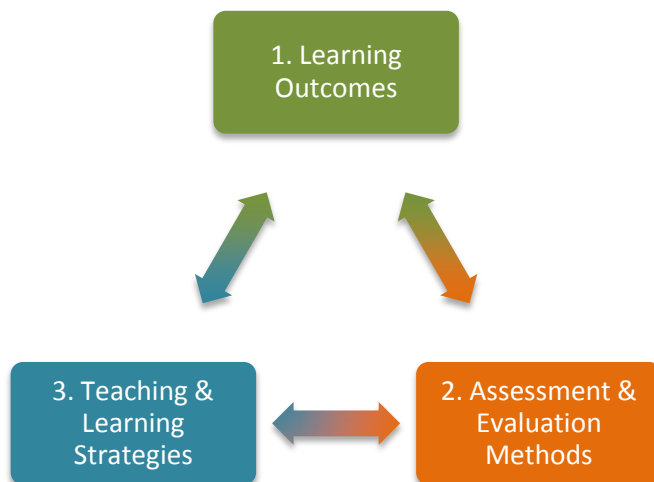 1. Learning
Outcomes
3. Teaching &
Learning
Strategies
2. Assessment &
Evaluation
Methods